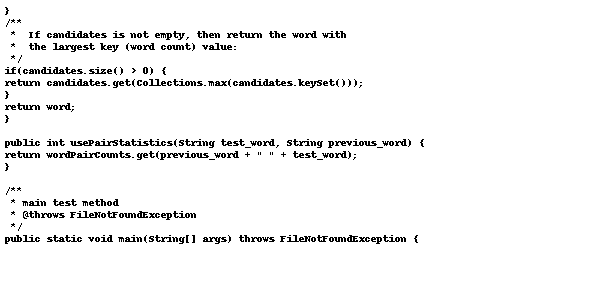 }
/**
 *  If candidates is not empty, then return the word with
 *  the largest key (word count) value:
 */
if(candidates.size() > 0) {
return candidates.get(Collections.max(candidates.keySet()));
}
return word;
}

public int usePairStatistics(String test_word, String previous_word) {
return wordPairCounts.get(previous_word + " " + test_word);
}

/**
 * main test method
 * @throws FileNotFoundException
 */
public static void main(String[] args) throws FileNotFoundException {